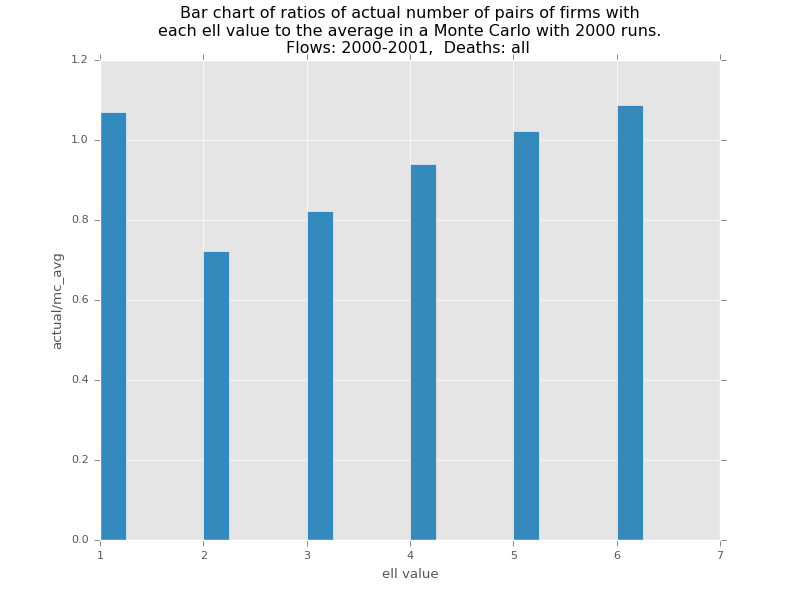 Bar chart of ratios of actual number of pairs of firms with
each ell value to the average in a Monte Carlo with 2000 runs.
Flows: 2000-2001,  Deaths: all
1.2
1.0
0.8
0.6
0.4
0.2
0.0
actual/mc_avg
1 2 3 4 5 6 7
ell value